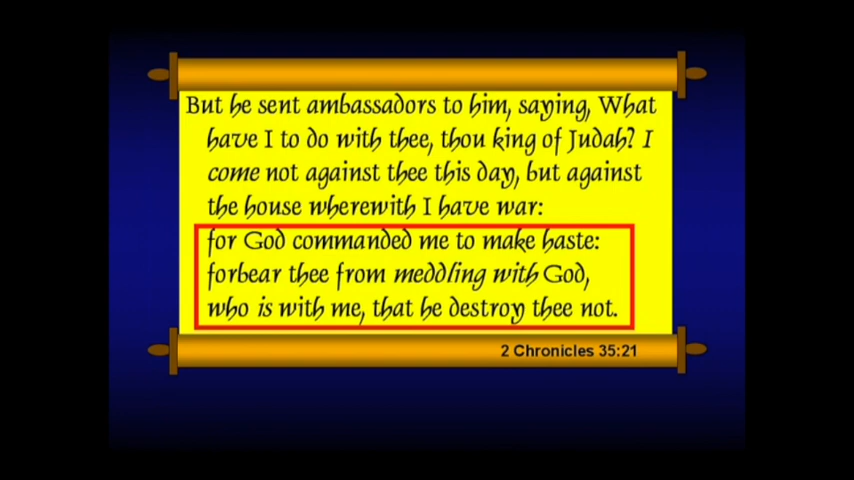 But he sent ambassadors to him, saying, What
have I to do with thee, thou king of Judah? I
come not against thee this day, but against
the house wherewith I have war:
for God commanded me to make haste:
forbear thee from meddling with God,
who is with me, that he destroy thee not.
2 Chronicles 35:21